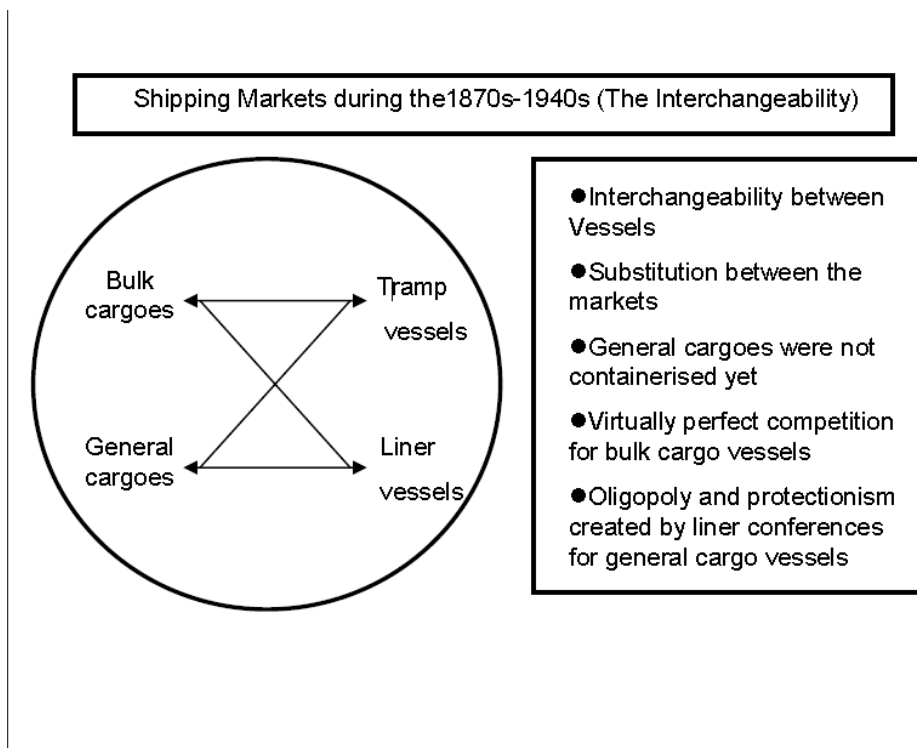 Shipping Markets during the1870s-1940s (The Interchangeability)
Bulk
cargoes
Tramp
vessels
General
cargoes
Liner
vessels
●Interchangeability between
Vessels
●Substitution between the
markets
●General cargoes were not
containerised yet
●Virtually perfect competition
for bulk cargo vessels
●Oligopoly and protectionism
created by liner conferences
for general cargo vessels